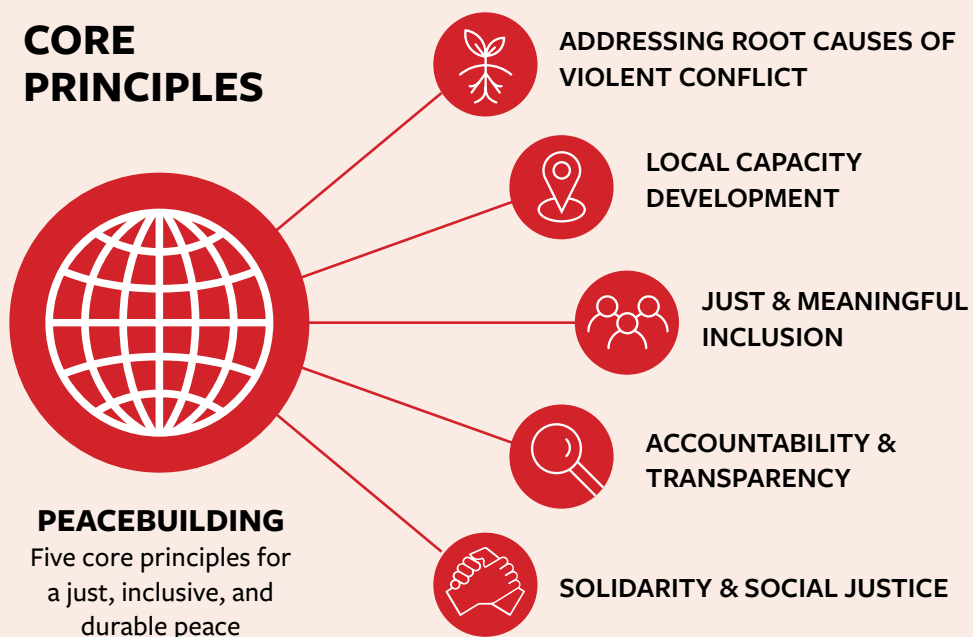 CORE
PRINCIPLES
ADDRESSING ROOT CAUSES OF
VIOLENT CONFLICT
LOCAL CAPACITY
DEVELOPMENT
JUST & MEANINGFUL
INCLUSION
ACCOUNTABILITY &
TRANSPARENCY
SOLIDARITY & SOCIAL JUSTICE
PEACEBUILDING
Five core principles for
a just, inclusive, and
durable peace